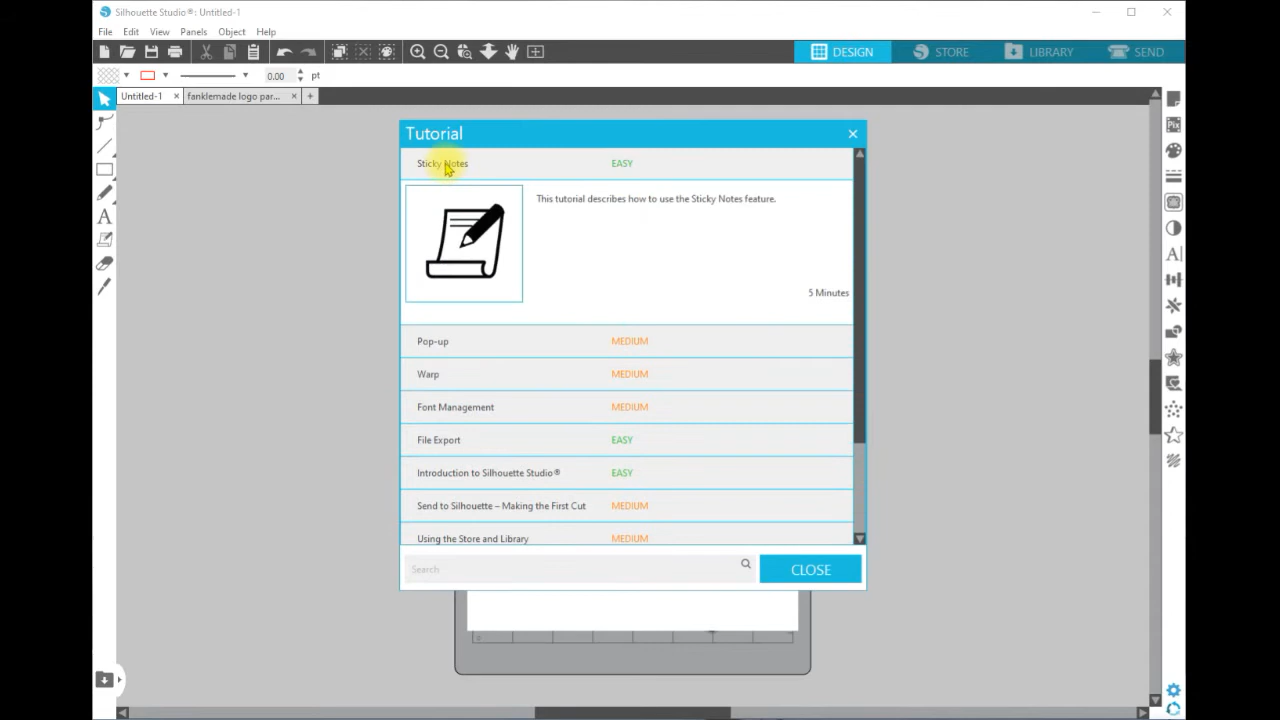 Silhouette Studio®: Untitled-1
File Edit View Panels Object Help
DESIGN STORE LIBRARY SEND
0.00 pt
Untitled-1 fanklemade logo par...
Tutorial
Sticky Notes EASY
This tutorial describes how to use the Sticky Notes feature.
5 Minutes
Pop-up MEDIUM
Warp MEDIUM
Font Management MEDIUM
File Export EASY
Introduction to Silhouette Studio® EASY
Send to Silhouette – Making the First Cut MEDIUM
Using the Store and Library MEDIUM
Search CLOSE